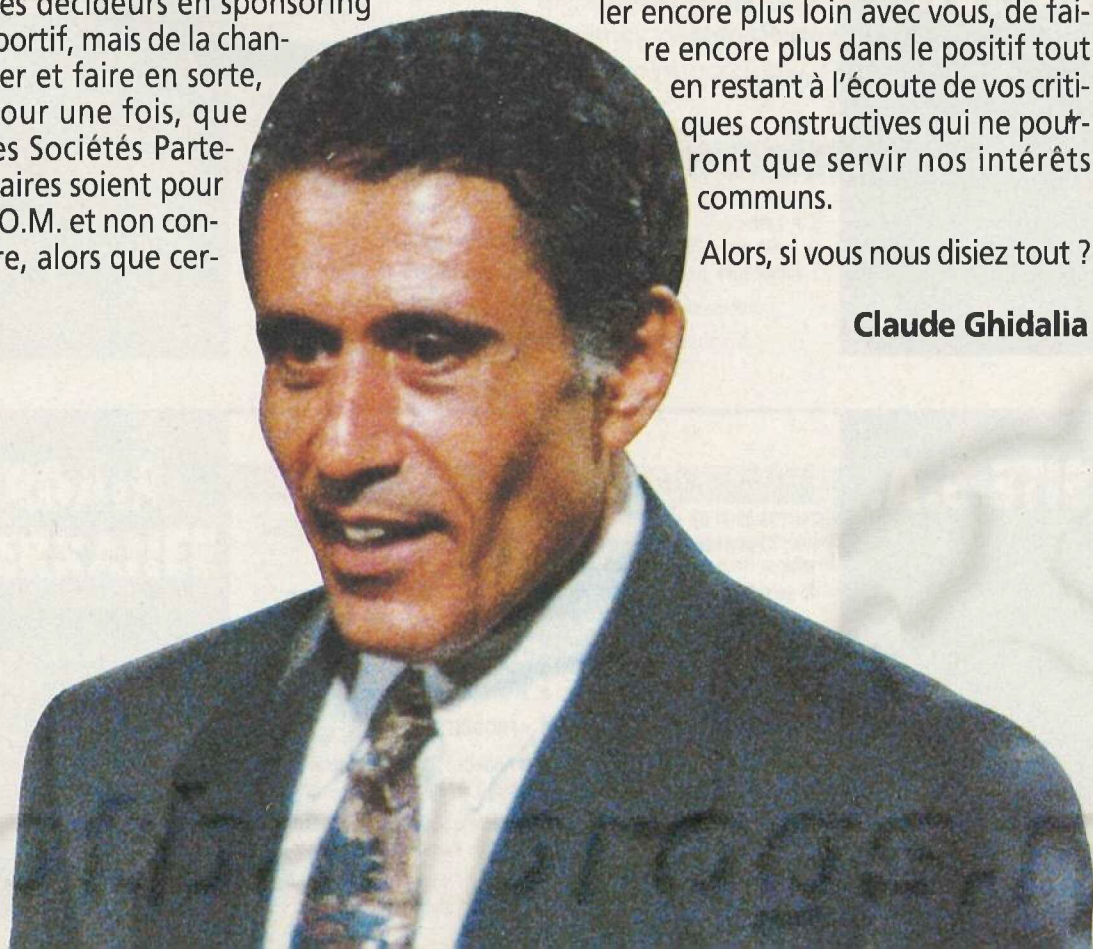 es décideurs en sponsoring
portif, mais de la chan-
er et faire en sorte,
our une fois, que
es Sociétés Parte-
aires soient pour
O.M. et non con-
re, alors que cer-
ler encore plus loin avec vous, de fai-
re encore plus dans le positif tout
en restant à l'écoute de vos criti-
ques constructives qui ne pour-
ront que servir nos intérêts
communs.
Alors, si vous nous disiez tout ?
Claude Ghidalia